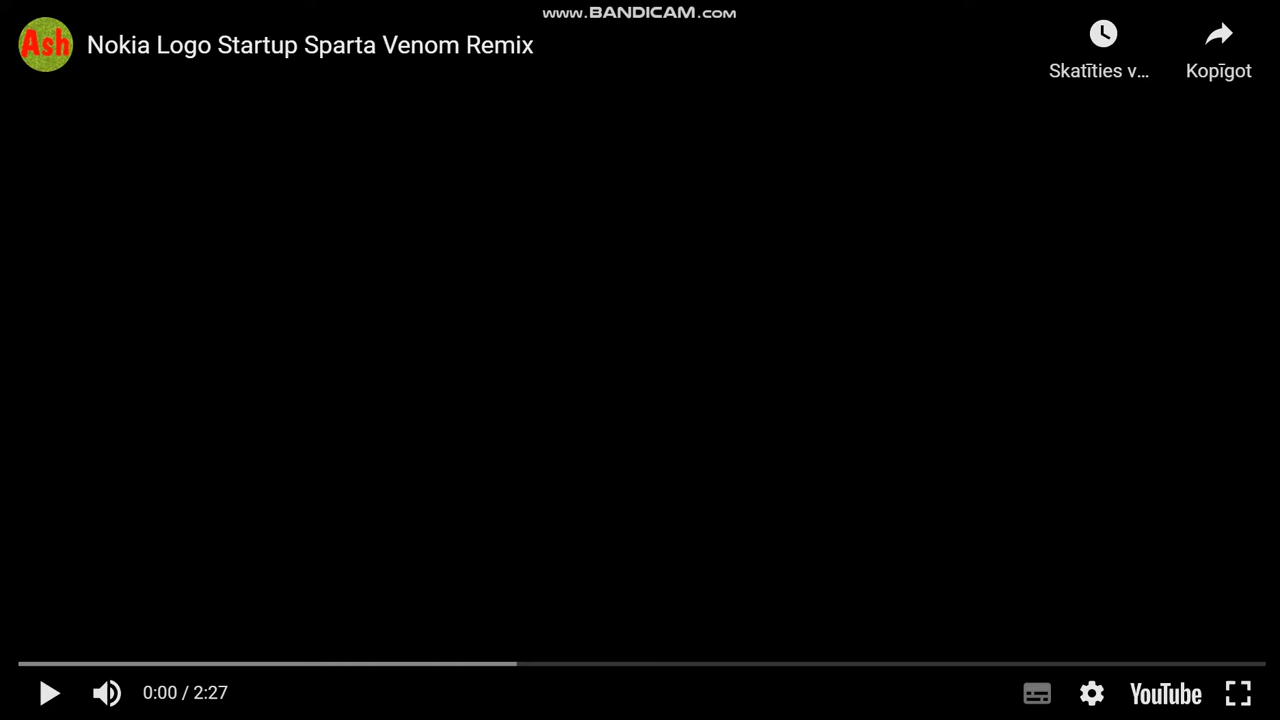 www.BANDICAM.com
Ash
Nokia Logo Startup Sparta Venom Remix
Skatīties v...
Kopīgot
0:00 / 2:27
YouTube